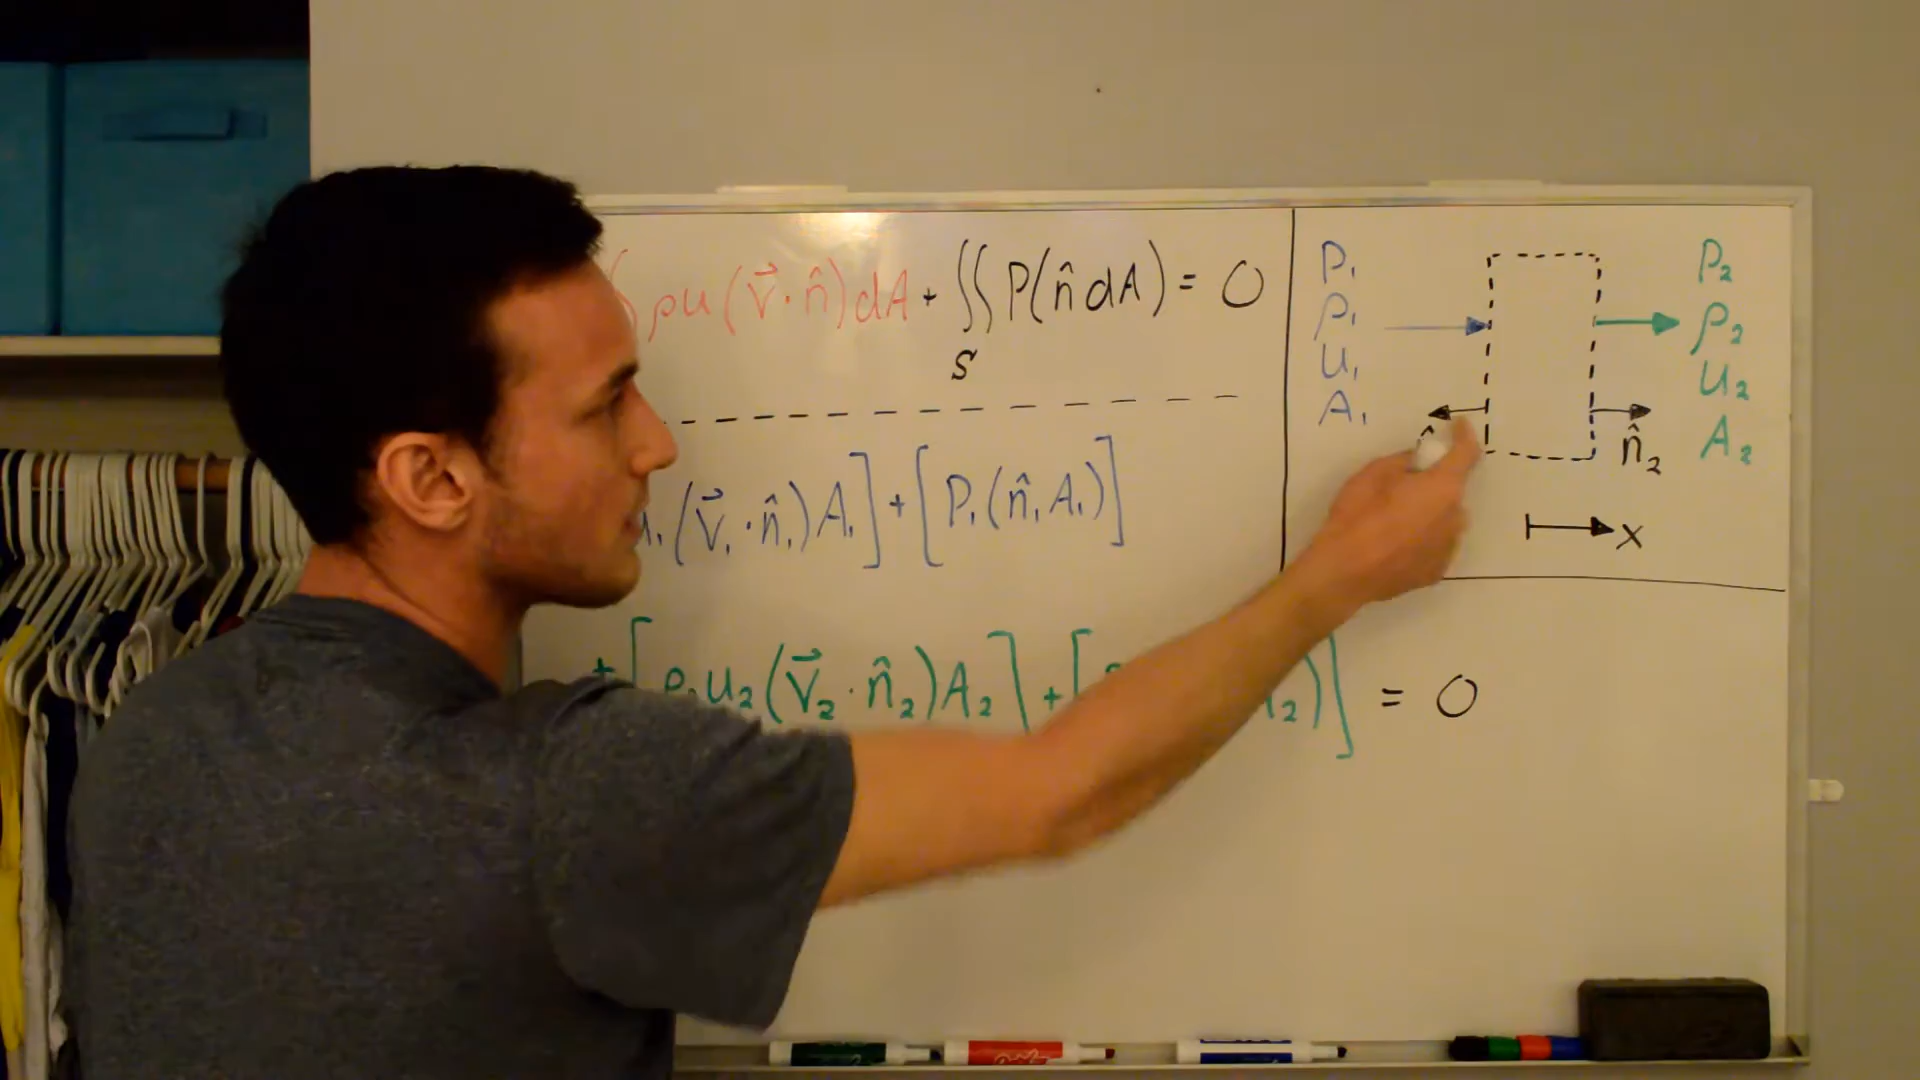 ρu(v⃗·n̂)dA + ∬ P(n̂dA) = 0
S
u₁(v⃗₁·n̂₁)A₁] + [P₁(n̂₁A₁)]
+ [ρ₂u₂(v⃗₂·n̂₂)A₂] + [ A₂)] = 0
P₁
ρ₁
u₁
A₁
P₂
ρ₂
u₂
A₂
n̂₂
x